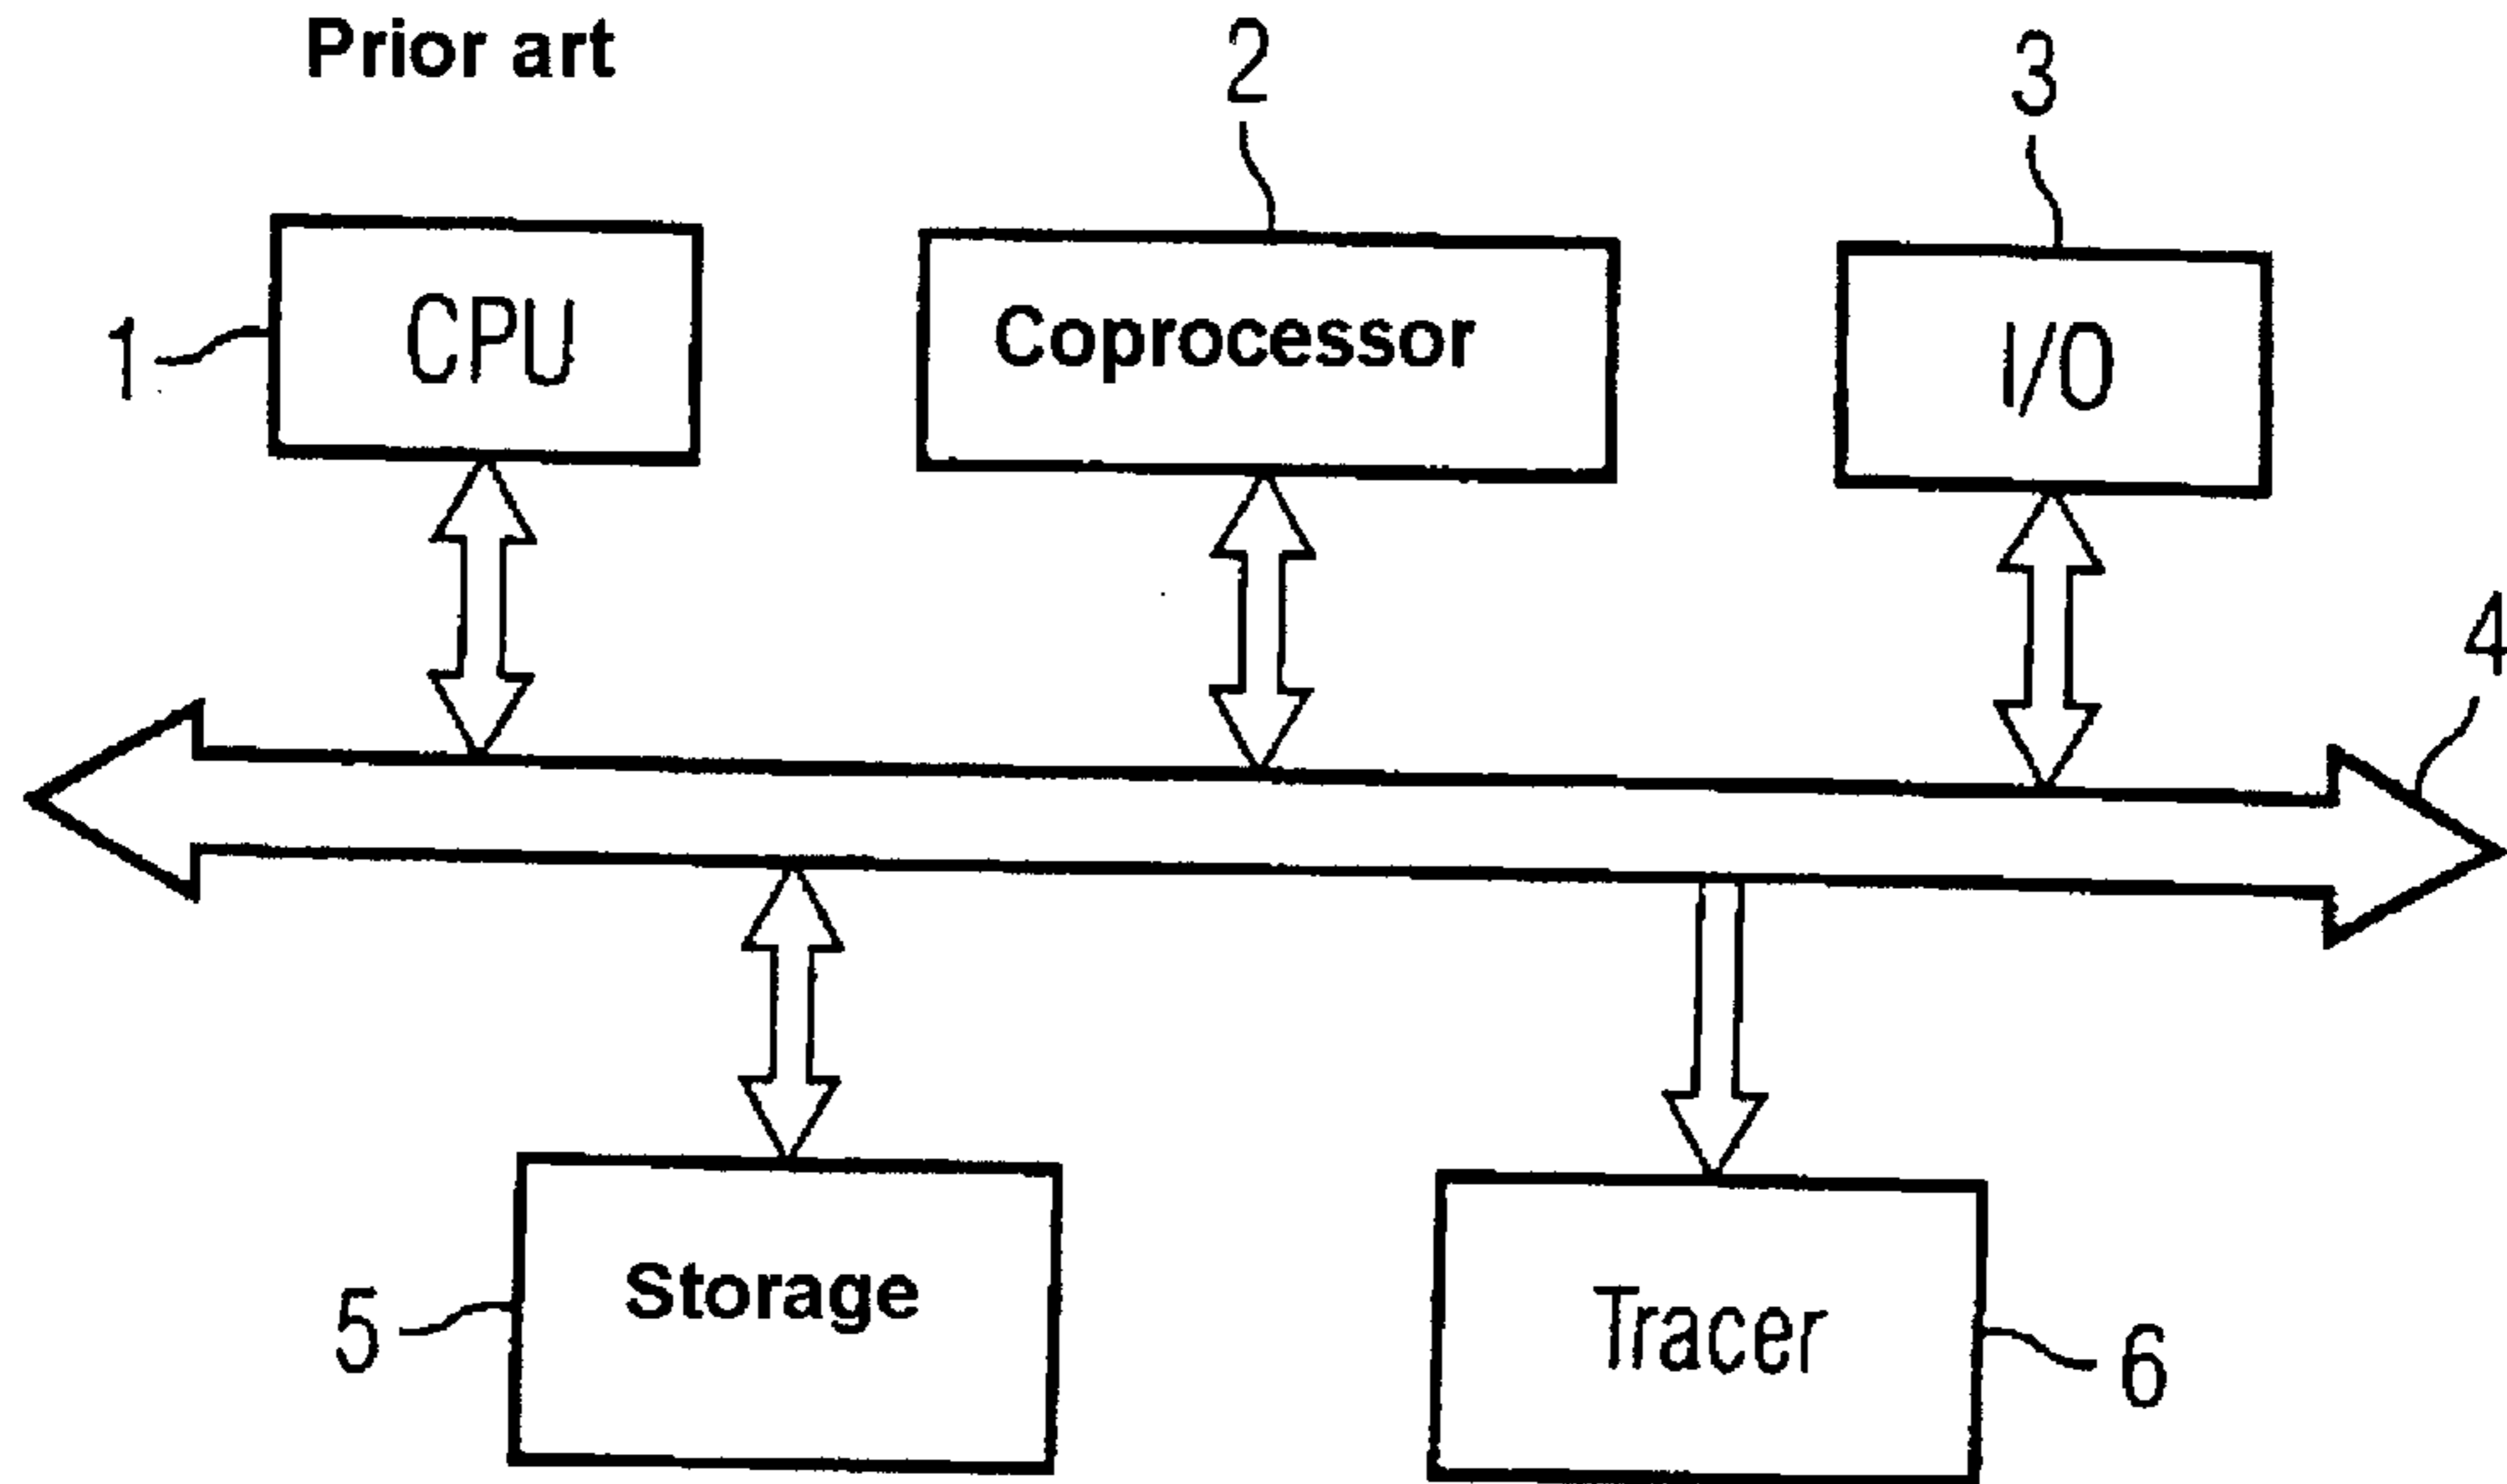 Prior art
2
3
1
CPU
Coprocessor
I/O
4
5
Storage
Tracer
6